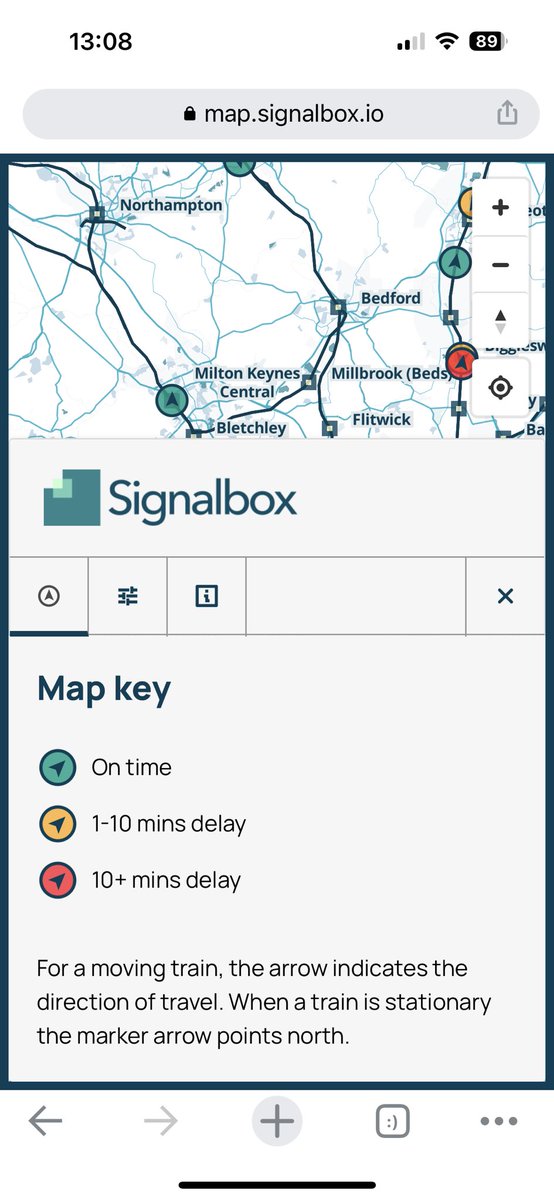 13:08
89
map.signalbox.io
Northampton
Bedford
Milton Keynes
Central
Millbrook (Beds)
Flitwick
Bletchley
Signalbox
Map key
On time
1-10 mins delay
10+ mins delay
For a moving train, the arrow indicates the
direction of travel. When a train is stationary
the marker arrow points north.